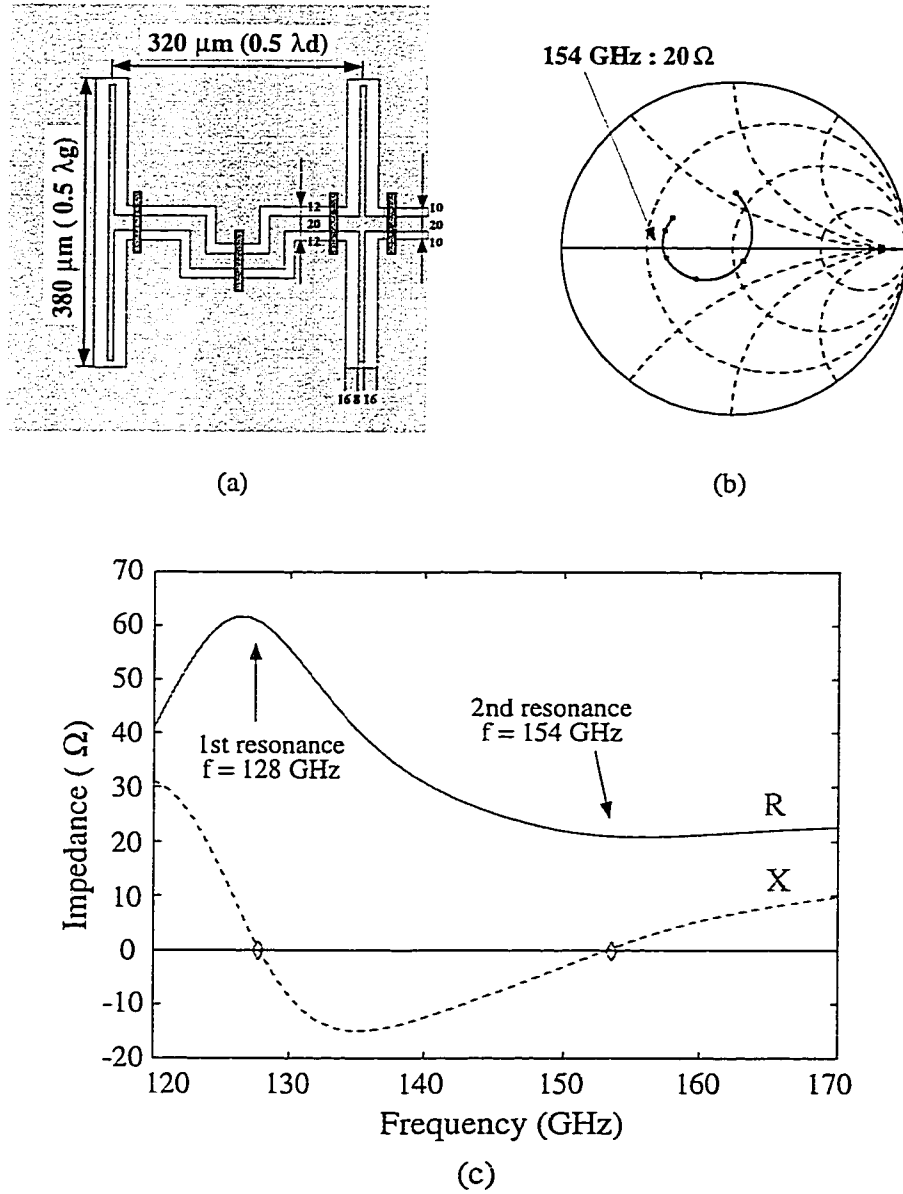 320 µm (0.5 λd)
380 µm ( 0.5 λg)
12
20
12
10
20
10
16 8 16
(a)
154 GHz : 20 Ω
(b)
70
60
50
40
30
20
10
0
-10
-20
Impedance ( Ω)
1st resonance
f = 128 GHz
2nd resonance
f = 154 GHz
R
X
120 130 140 150 160 170
Frequency (GHz)
(c)